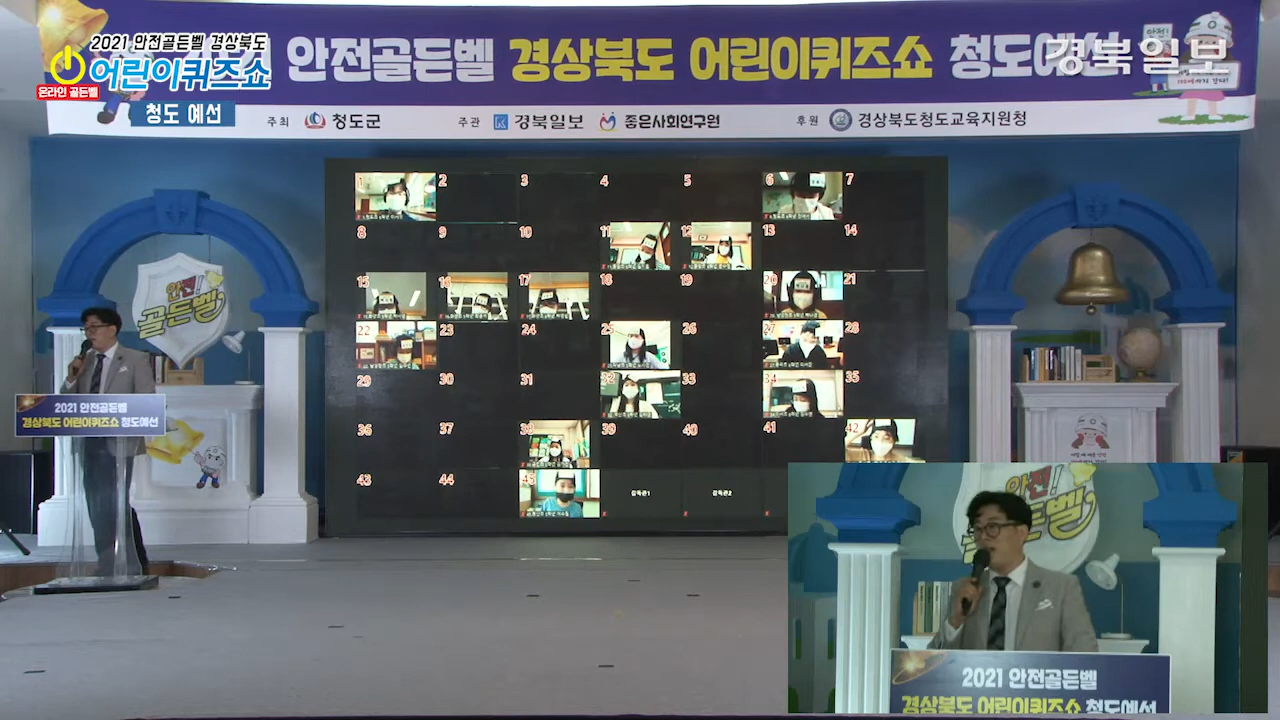 2021 안전골든벨 경상북도
어린이퀴즈쇼
온라인 골든벨
청도 예선
안전골든벨 경상북도 어린이퀴즈쇼 청도예선
경북일보
주최 청도군 주관 경북일보 좋은사회연구원 후원 경상북도청도교육지원청
1 2 3 4 5 6 7
8 9 10 11 12 13 14
15 16 17 18 19 20 21
22 23 24 25 26 27 28
29 30 31 32 33 34 35
36 37 38 39 40 41 42
43 44 45 감독관1 감독관2
안전!
골든벨
2021 안전골든벨
경상북도 어린이퀴즈쇼 청도예선
안전!
골든벨
2021 안전골든벨
경상북도 어린이퀴즈쇼 청도예선